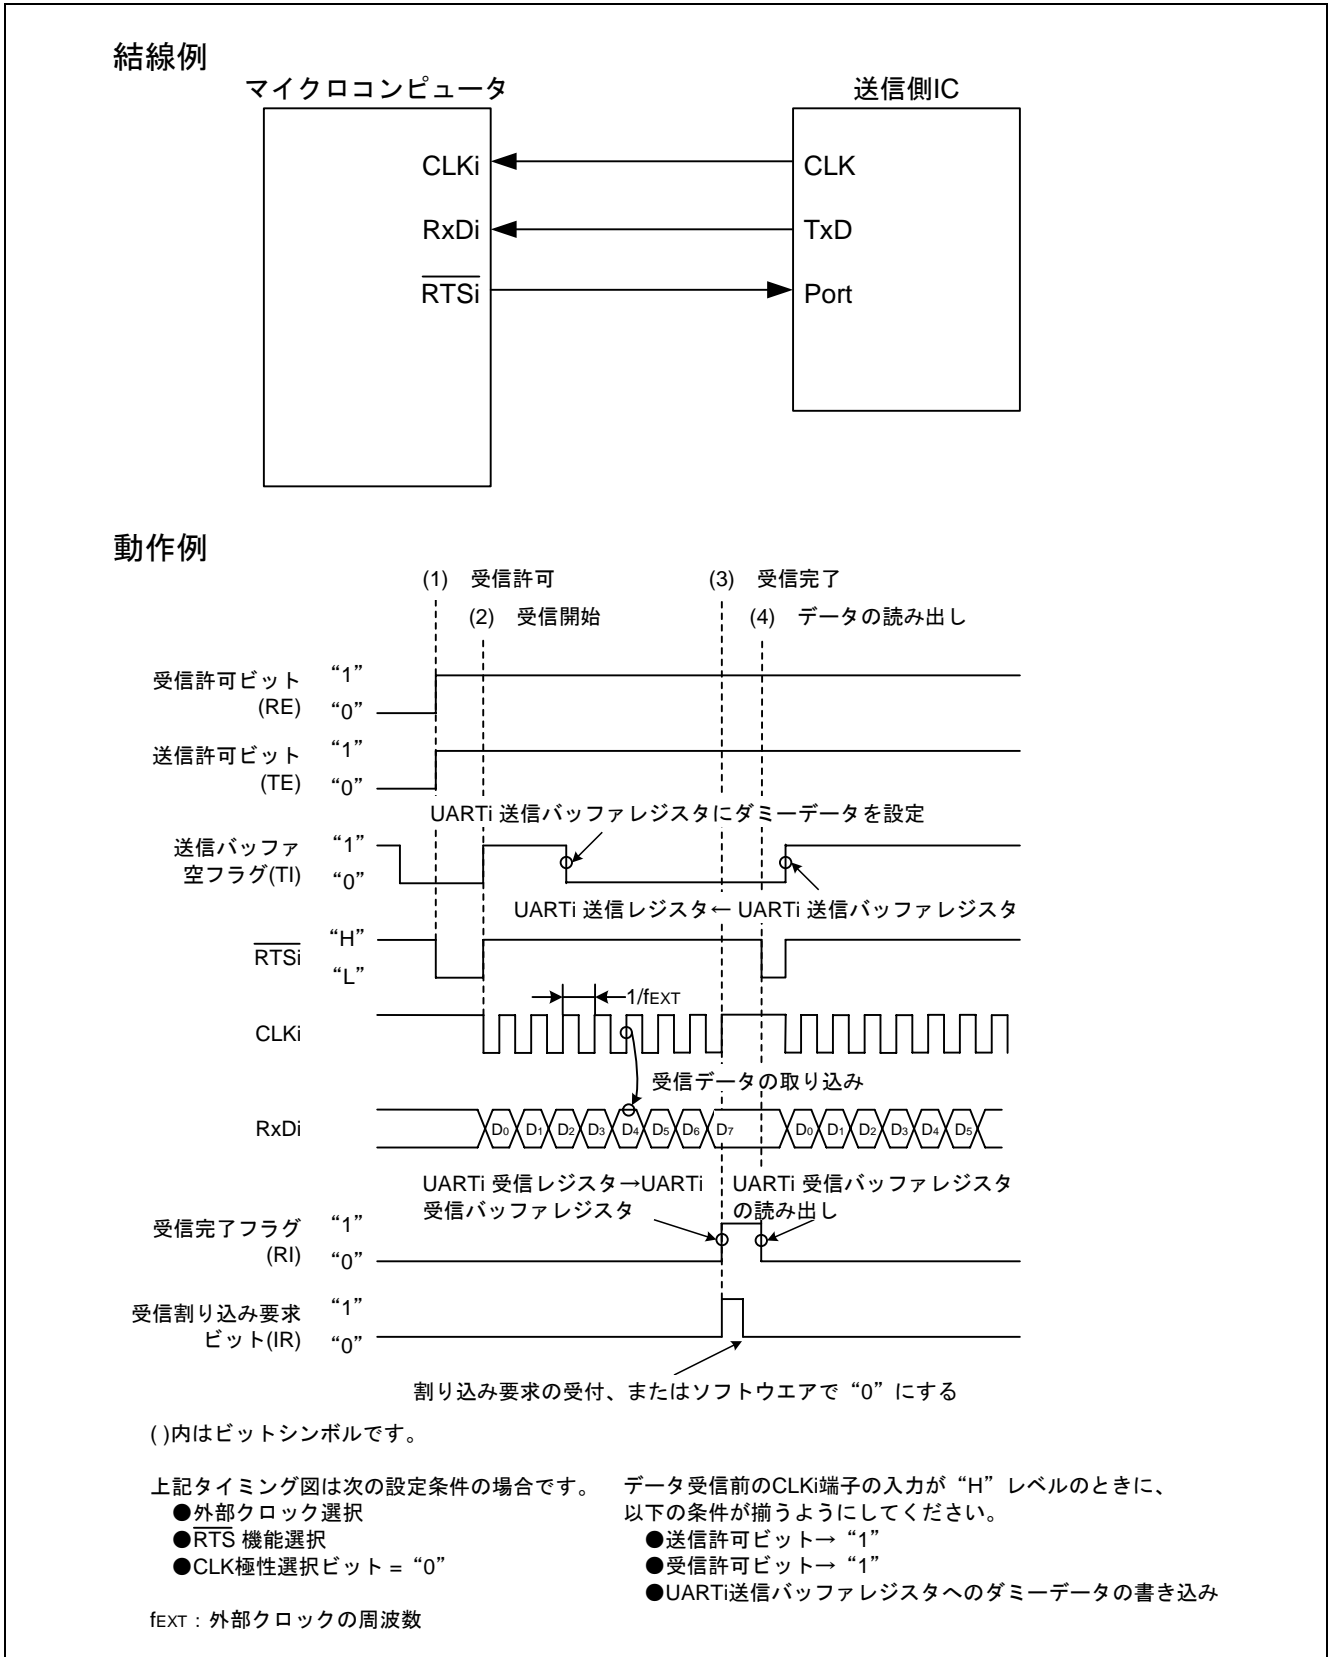 結線例
マイクロコンピュータ
送信側IC
CLKi
CLK
RxDi
TxD
RTSi
Port
動作例
(1) 受信許可
(3) 受信完了
(2) 受信開始
(4) データの読み出し
受信許可ビット
(RE)
“1”
“0”
送信許可ビット
(TE)
“1”
“0”
UARTi 送信バッファレジスタにダミーデータを設定
送信バッファ
空フラグ(TI)
“1”
“0”
UARTi 送信レジスタ← UARTi 送信バッファレジスタ
RTSi
“H”
“L”
1/fEXT
CLKi
受信データの取り込み
RxDi
D0 D1 D2 D3 D4 D5 D6 D7 D0 D1 D2 D3 D4 D5
UARTi 受信レジスタ→UARTi
受信バッファレジスタ
UARTi 受信バッファレジスタ
の読み出し
受信完了フラグ
(RI)
“1”
“0”
受信割り込み要求
ビット(IR)
“1”
“0”
割り込み要求の受付、またはソフトウエアで“0”にする
( )内はビットシンボルです。
上記タイミング図は次の設定条件の場合です。
●外部クロック選択
●RTS 機能選択
●CLK極性選択ビット = “0”
fEXT : 外部クロックの周波数
データ受信前のCLKi端子の入力が“H”レベルのときに、
以下の条件が揃うようにしてください。
●送信許可ビット→ “1”
●受信許可ビット→ “1”
●UARTi送信バッファレジスタへのダミーデータの書き込み